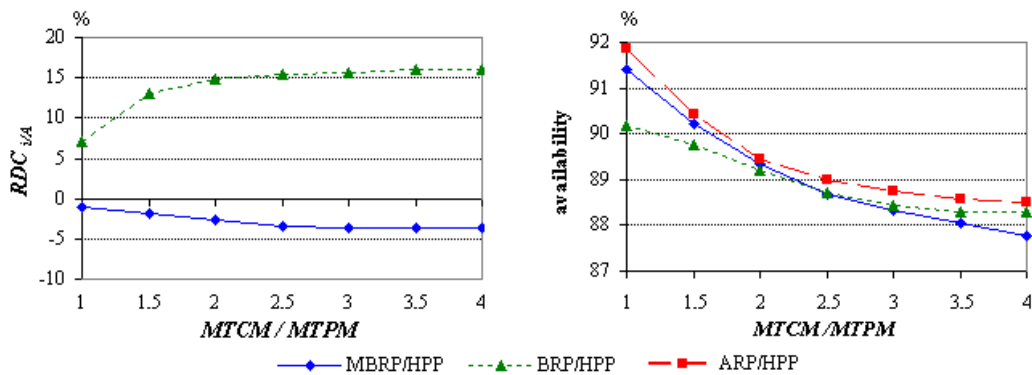 %
20
15
10
5
0
-5
-10
RDC i/A
1 1.5 2 2.5 3 3.5 4
MTCM / MTPM
%
92
91
90
89
88
87
availability
1 1.5 2 2.5 3 3.5 4
MTCM /MTPM
MBRP/HPP BRP/HPP ARP/HPP